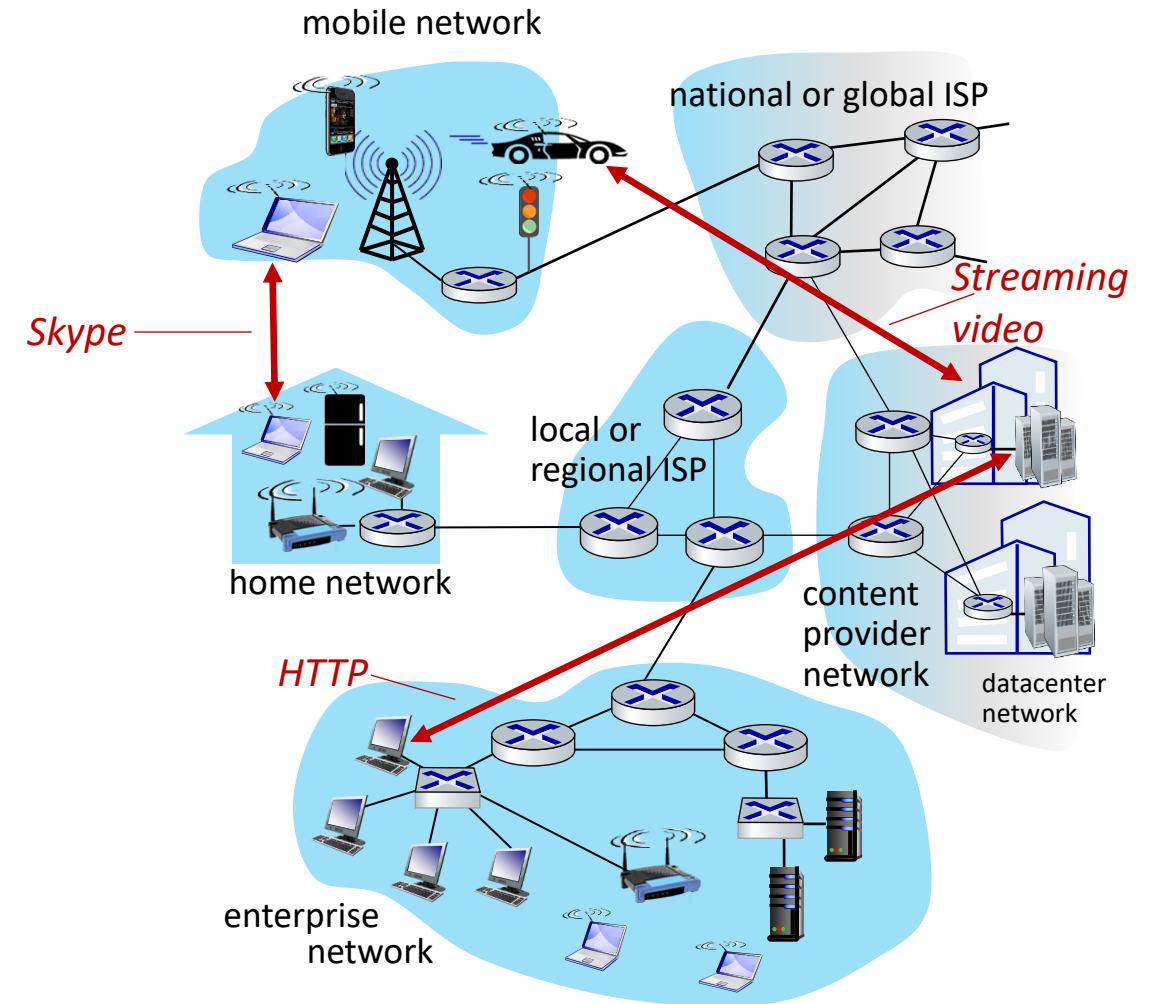 mobile network
national or global ISP
Streaming
video
Skype
local or
regional ISP
home network
content
provider
network
datacenter
network
HTTP
enterprise
network